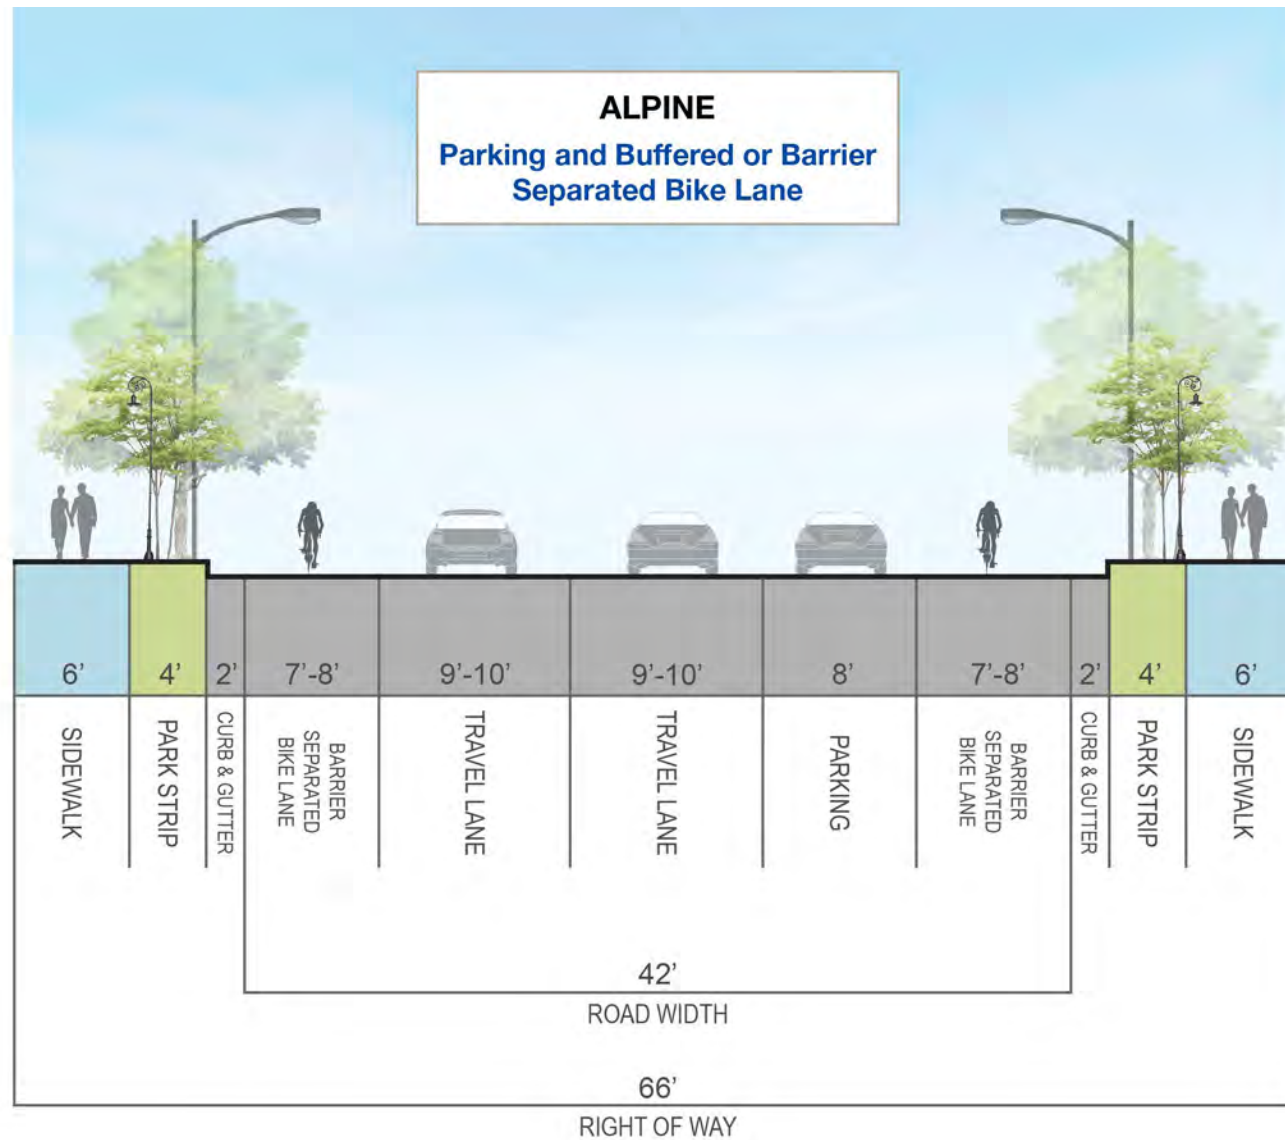 ALPINE
Parking and Buffered or Barrier
Separated Bike Lane
6’
4’
2’
7’-8’
9’-10’
9’-10’
8’
7’-8’
2’
4’
6’
SIDEWALK
PARK STRIP
CURB & GUTTER
BARRIER
SEPARATED
BIKE LANE
TRAVEL LANE
TRAVEL LANE
PARKING
BARRIER
SEPARATED
BIKE LANE
CURB & GUTTER
PARK STRIP
SIDEWALK
42’
ROAD WIDTH
66’
RIGHT OF WAY